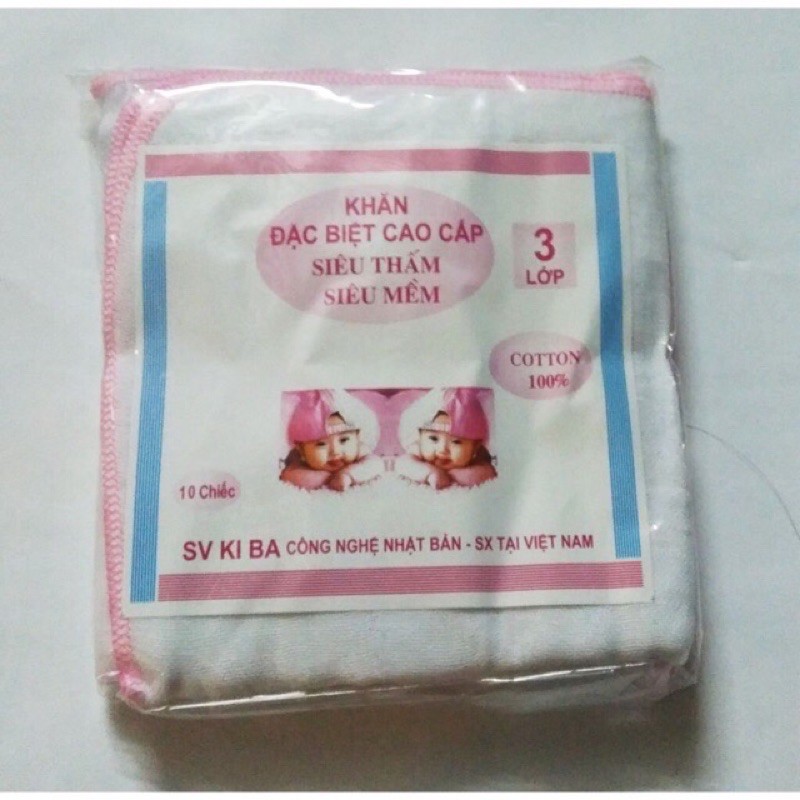 KHĂN
ĐẶC BIỆT CAO CẤP
SIÊU THẤM
SIÊU MỀM
3
LỚP
COTTON
100%
10 Chiếc
SV KI BA CÔNG NGHỆ NHẬT BẢN - SX TẠI VIỆT NAM